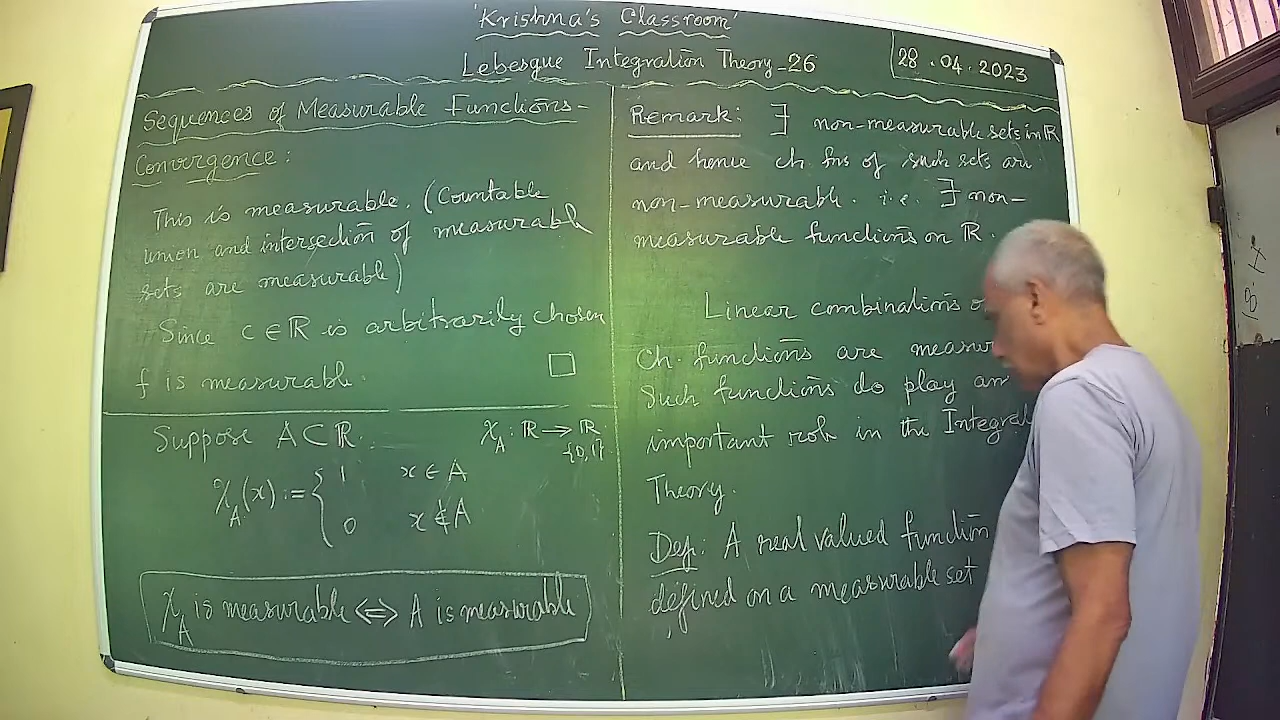 'Krishna's Classroom'
Lebesgue Integration Theory-26
28.04.2023
Sequences of Measurable Functions-
Convergence:
This is measurable. (Countable
union and intersection of measurable
sets are measurable)
Since c ∈ ℝ is arbitrarily chosen
f is measurable. □
Suppose A ⊂ ℝ. χ_A : ℝ → ℝ
{0,1}
χ_A(x) := { 1 x ∈ A
0 x ∉ A
χ_A is measurable ⇔ A is measurable
Remark: ∃ non-measurable sets in ℝ
and hence ch. fns of such sets are
non-measurable. i.e. ∃ non-
measurable functions on ℝ.
Linear combinations
Ch. functions are
Such functions do play an
important role in the Integral
Theory.
Def: A real valued function
defined on a measurable set